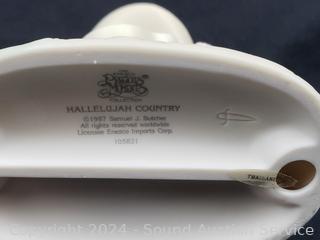 Precious Moments
COLLECTION
HALLELUJAH COUNTRY
©1987 Samuel J. Butcher
All rights reserved worldwide
Licensee Enesco Imports Corp.
105821
THAILAND
Copyright 2024 - Sound Auction Service